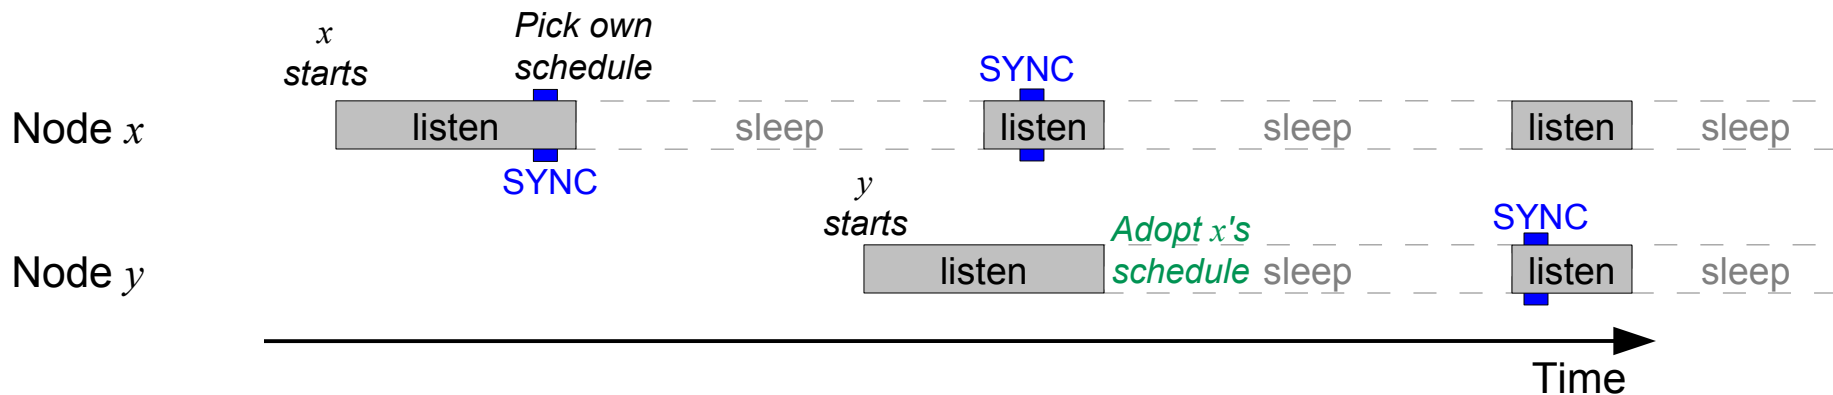 x
starts
Pick own
schedule
SYNC
Node x
listen
sleep
listen
sleep
listen
sleep
SYNC
y
starts
Adopt x's
schedule
SYNC
Node y
listen
sleep
listen
sleep
Time